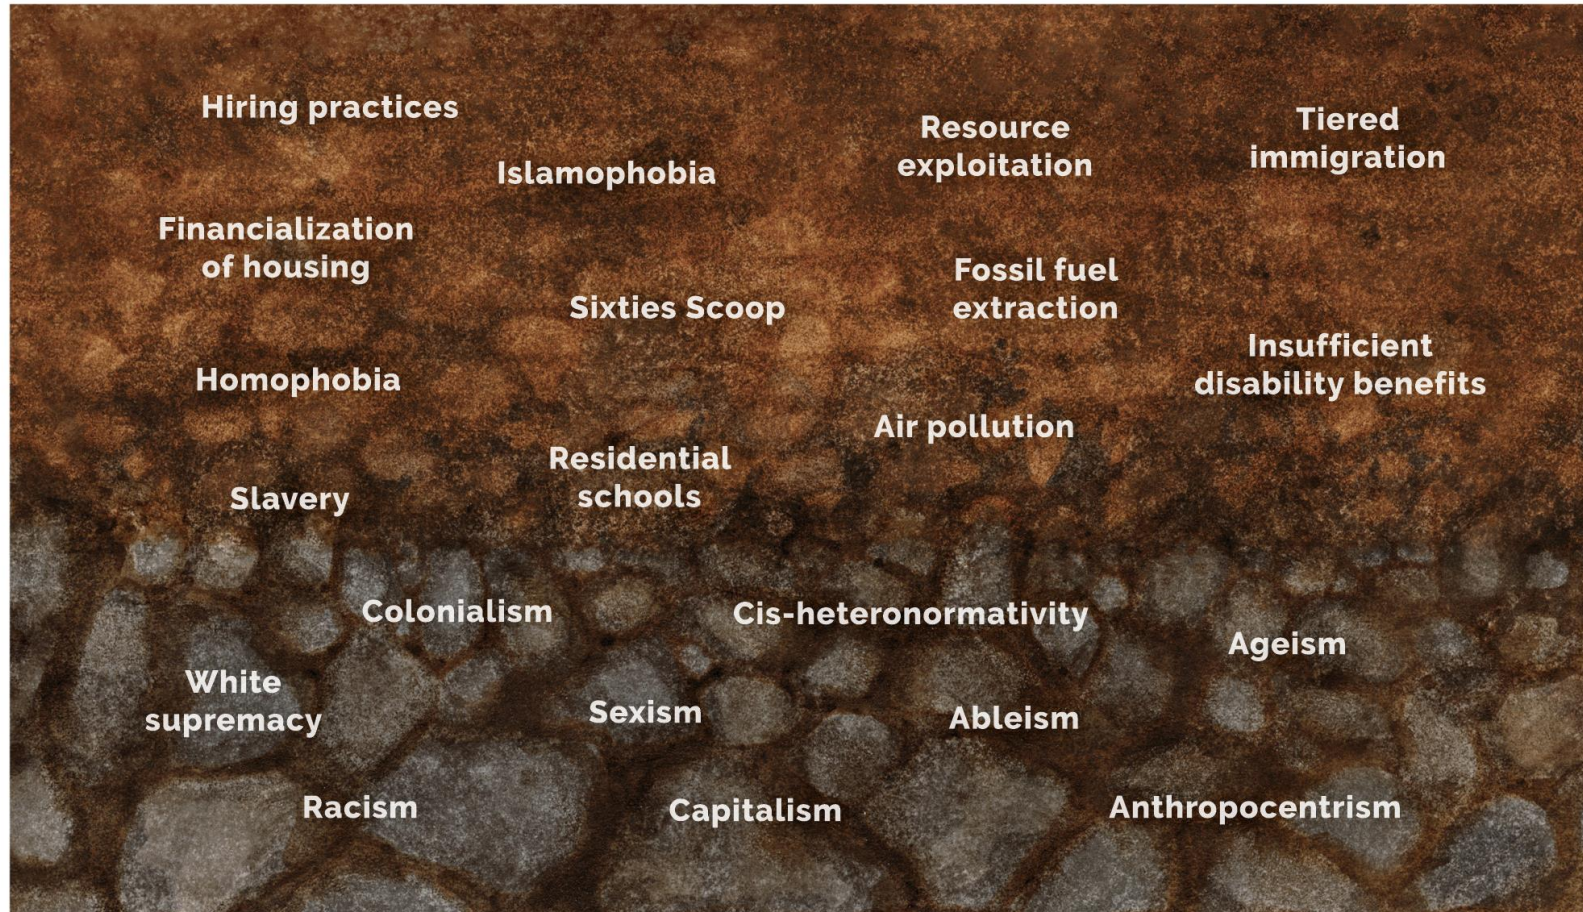 Hiring practices
Islamophobia
Resource
exploitation
Tiered
immigration
Financialization
of housing
Sixties Scoop
Fossil fuel
extraction
Homophobia
Insufficient
disability benefits
Air pollution
Residential
schools
Slavery
Colonialism
Cis-heteronormativity
Ageism
White
supremacy
Sexism
Ableism
Racism
Capitalism
Anthropocentrism